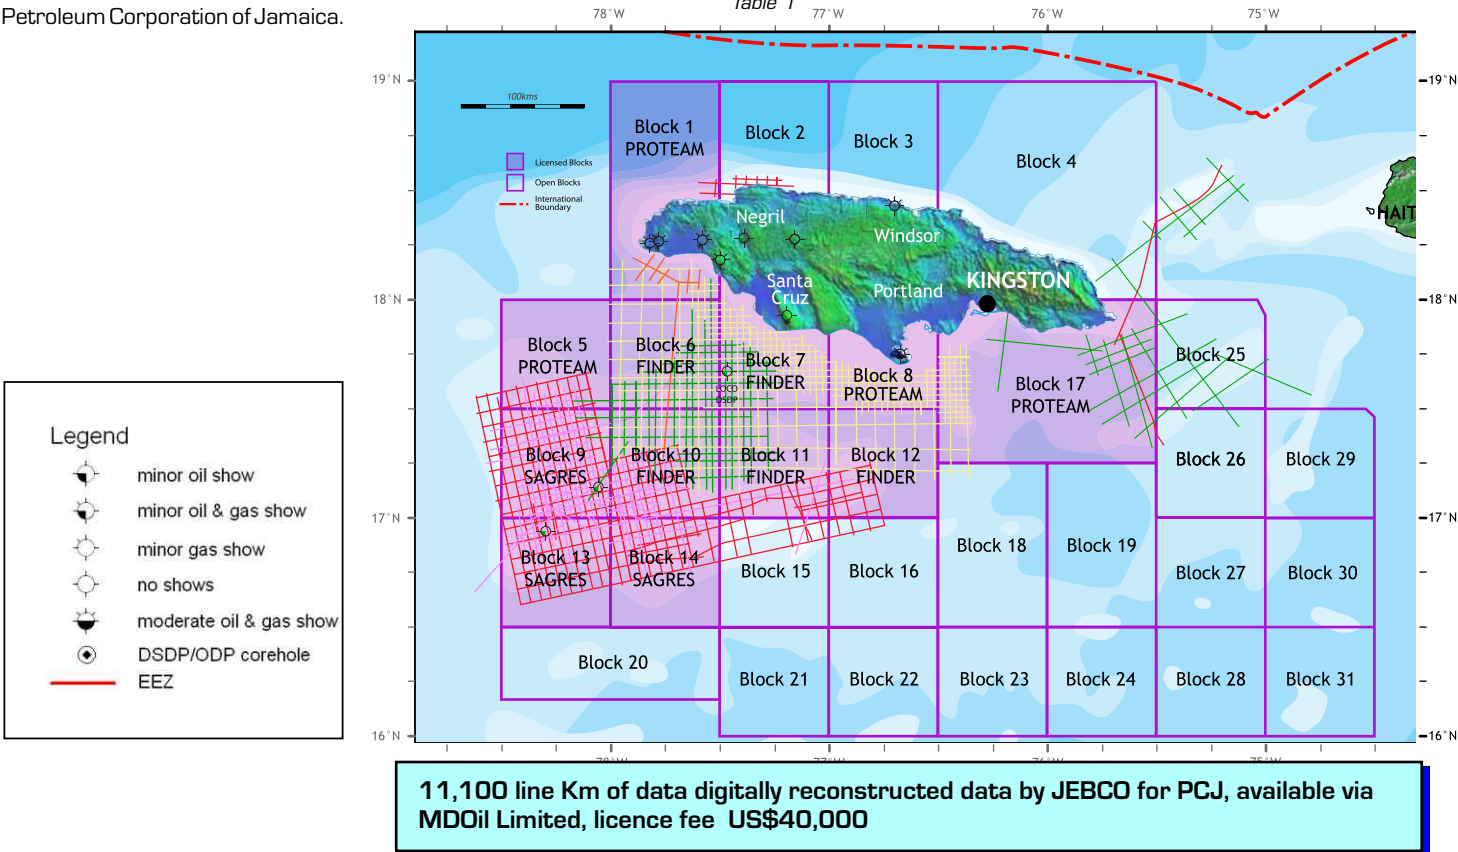 Petroleum Corporation of Jamaica.
Table 1
78°W 77°W 76°W 75°W
19°N 19°N
100kms
Block 1
PROTEAM
Block 2
Block 3
Block 4
Licensed Blocks
Open Blocks
International
Boundary
HAIT
Negril
Windsor
Santa
Cruz
Portland
KINGSTON
18°N 18°N
Block 5
PROTEAM
Block 6
FINDER
Block 7
FINDER
LOCO
DSDP
Block 8
PROTEAM
Block 17
PROTEAM
Block 25
Block 9
SAGRES
Block 10
FINDER
Block 11
FINDER
Block 12
FINDER
Block 26
Block 29
17°N 17°N
Block 13
SAGRES
Block 14
SAGRES
Block 15
Block 16
Block 18
Block 19
Block 27
Block 30
Block 20
Block 21
Block 22
Block 23
Block 24
Block 28
Block 31
16°N 16°N
78°W 77°W 76°W 75°W
Legend
minor oil show
minor oil & gas show
minor gas show
no shows
moderate oil & gas show
DSDP/ODP corehole
EEZ
11,100 line Km of data digitally reconstructed data by JEBCO for PCJ, available via
MDOil Limited, licence fee US$40,000